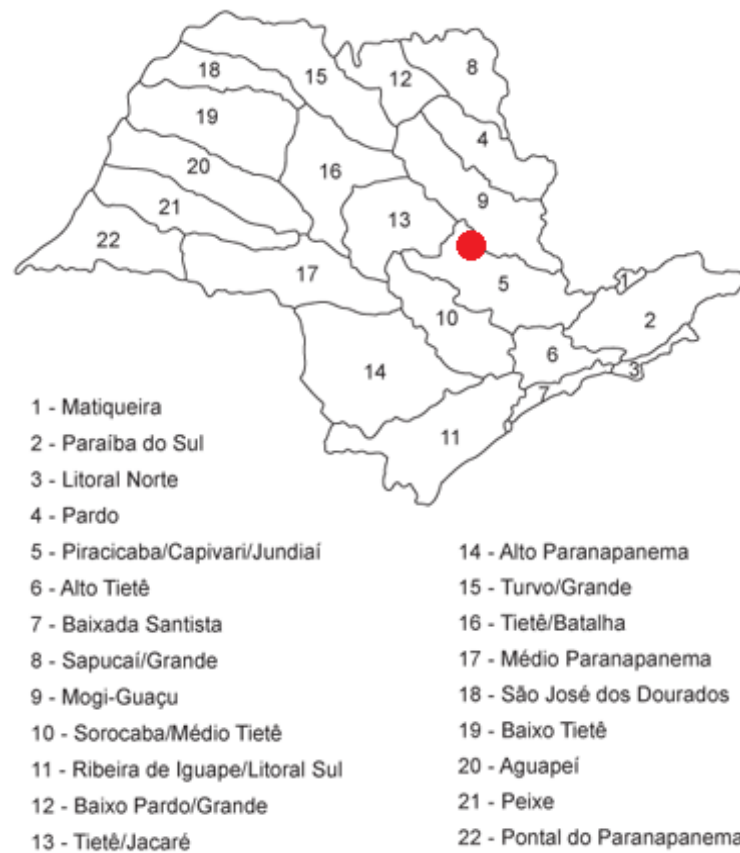 18
15
12
8
19
4
20
16
9
21
13
22
17
5
1
10
2
6
3
14
7
11
1 - Matiqueira
2 - Paraíba do Sul
3 - Litoral Norte
4 - Pardo
5 - Piracicaba/Capivari/Jundiaí
6 - Alto Tietê
7 - Baixada Santista
8 - Sapucaí/Grande
9 - Mogi-Guaçu
10 - Sorocaba/Médio Tietê
11 - Ribeira de Iguape/Litoral Sul
12 - Baixo Pardo/Grande
13 - Tietê/Jacaré
14 - Alto Paranapanema
15 - Turvo/Grande
16 - Tietê/Batalha
17 - Médio Paranapanema
18 - São José dos Dourados
19 - Baixo Tietê
20 - Aguapeí
21 - Peixe
22 - Pontal do Paranapanema